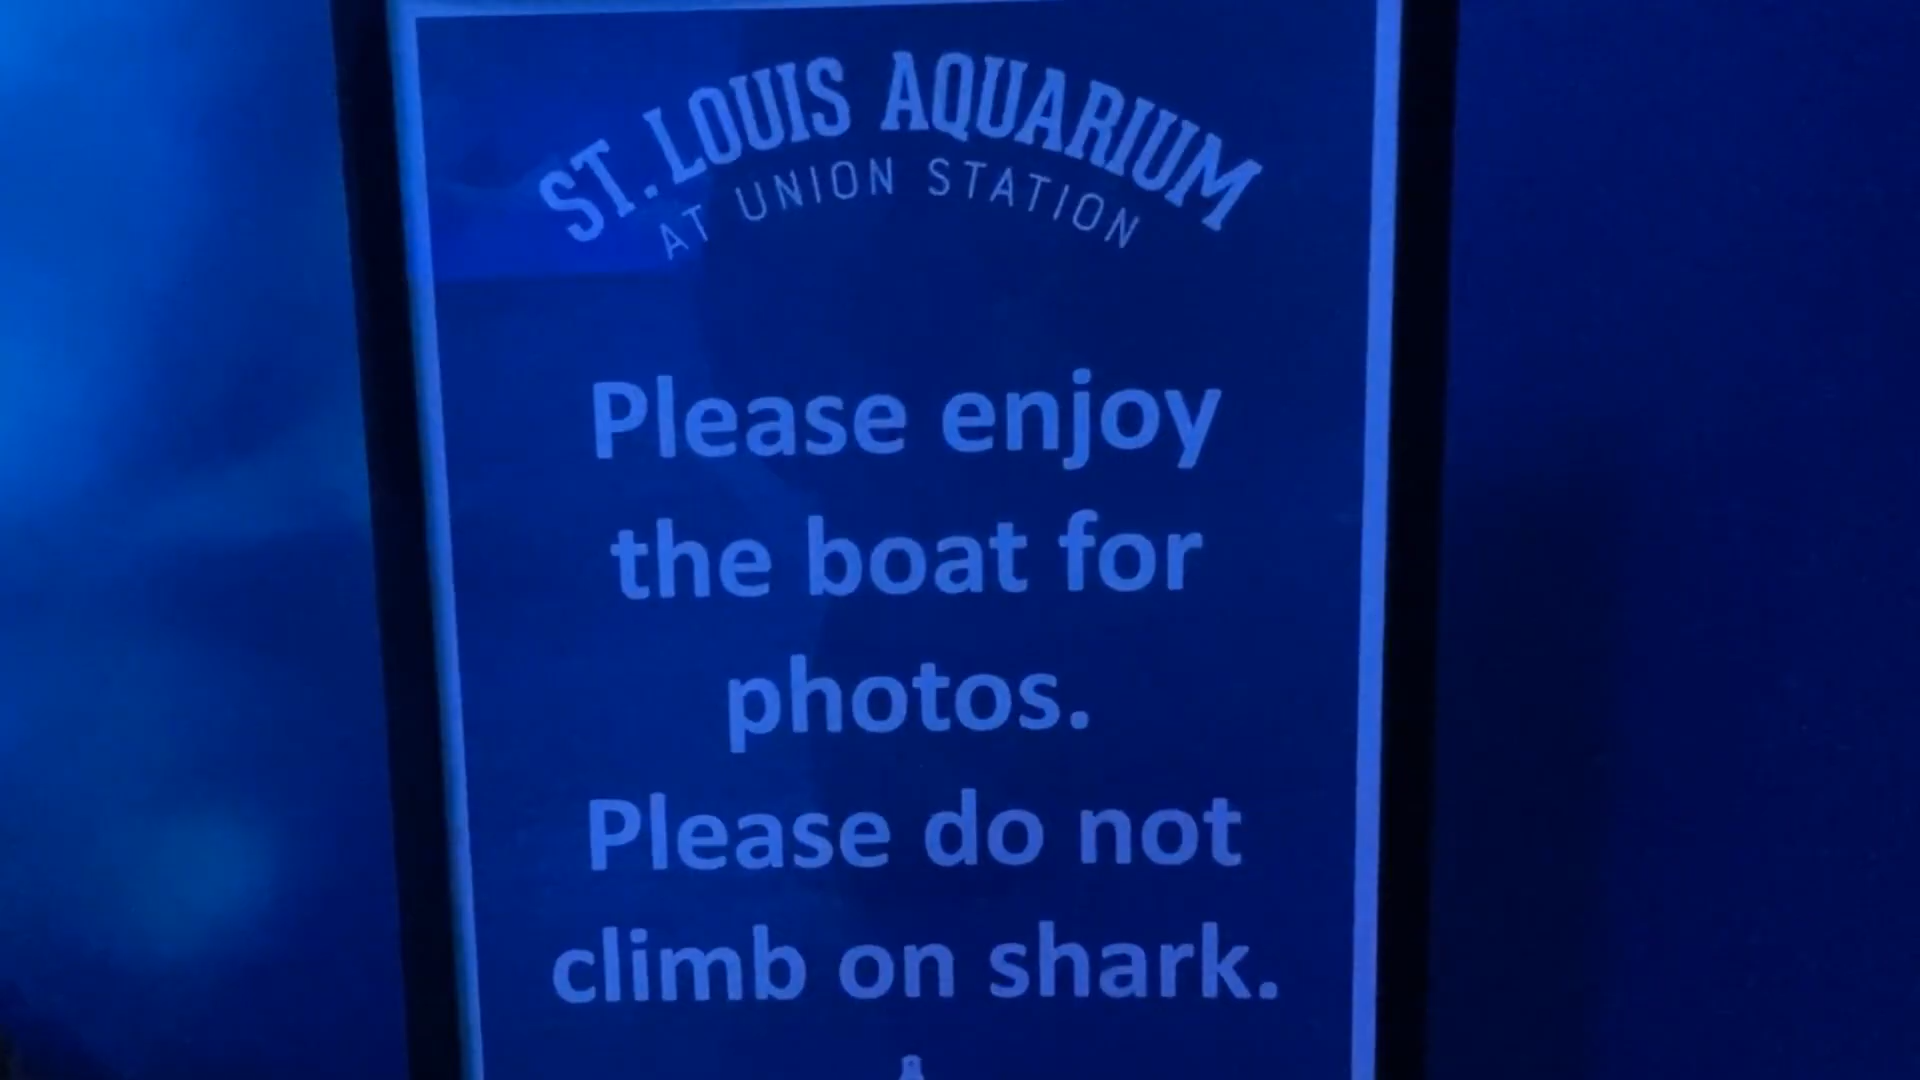 ST. LOUIS AQUARIUM
AT UNION STATION
Please enjoy
the boat for
photos.
Please do not
climb on shark.